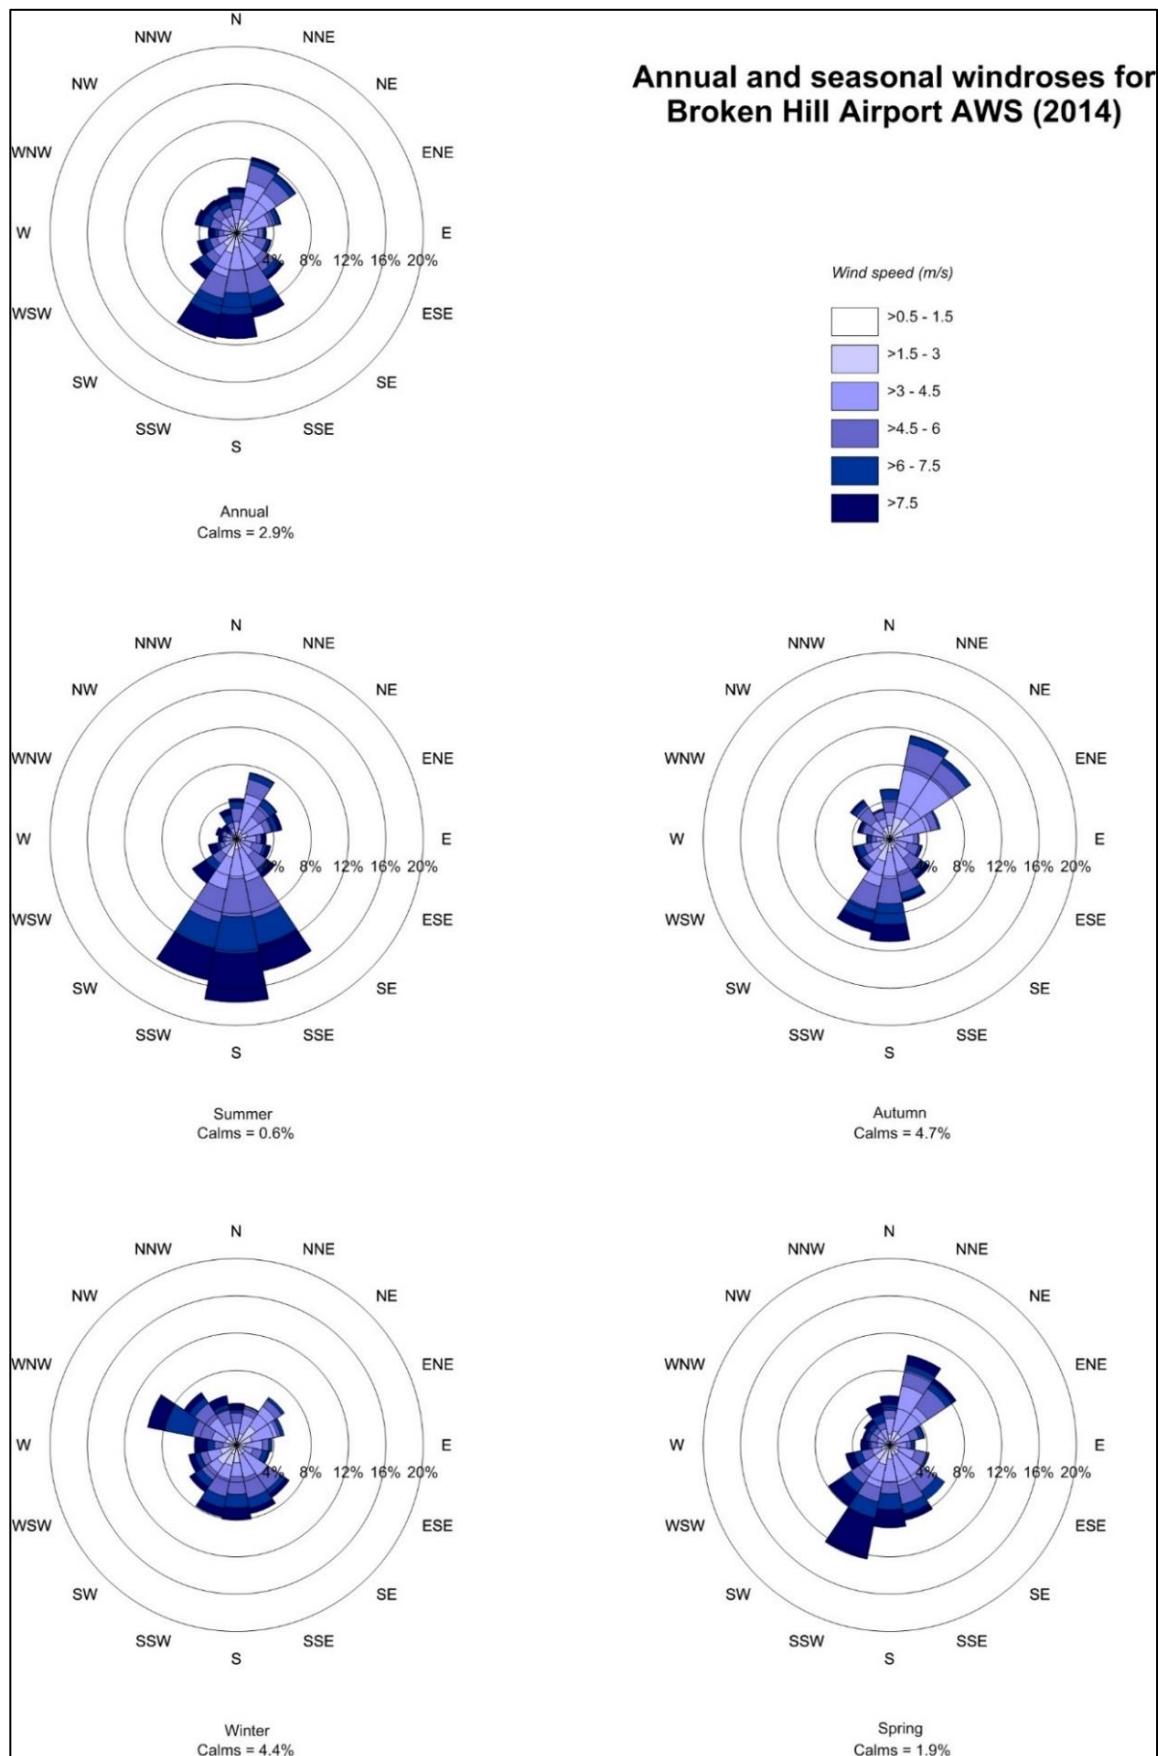 Annual and seasonal windroses for
Broken Hill Airport AWS (2014)
N
NNW
NNE
NW
NE
WNW
ENE
W
E
4%
8%
12%
16%
20%
WSW
ESE
SW
SE
SSW
SSE
S
Annual
Calms = 2.9%
Wind speed (m/s)
>0.5 - 1.5
>1.5 - 3
>3 - 4.5
>4.5 - 6
>6 - 7.5
>7.5
N
NNW
NNE
NW
NE
WNW
ENE
W
E
4%
8%
12%
16%
20%
WSW
ESE
SW
SE
SSW
SSE
S
Summer
Calms = 0.6%
N
NNW
NNE
NW
NE
WNW
ENE
W
E
4%
8%
12%
16%
20%
WSW
ESE
SW
SE
SSW
SSE
S
Autumn
Calms = 4.7%
N
NNW
NNE
NW
NE
WNW
ENE
W
E
4%
8%
12%
16%
20%
WSW
ESE
SW
SE
SSW
SSE
S
Winter
Calms = 4.4%
N
NNW
NNE
NW
NE
WNW
ENE
W
E
4%
8%
12%
16%
20%
WSW
ESE
SW
SE
SSW
SSE
S
Spring
Calms = 1.9%